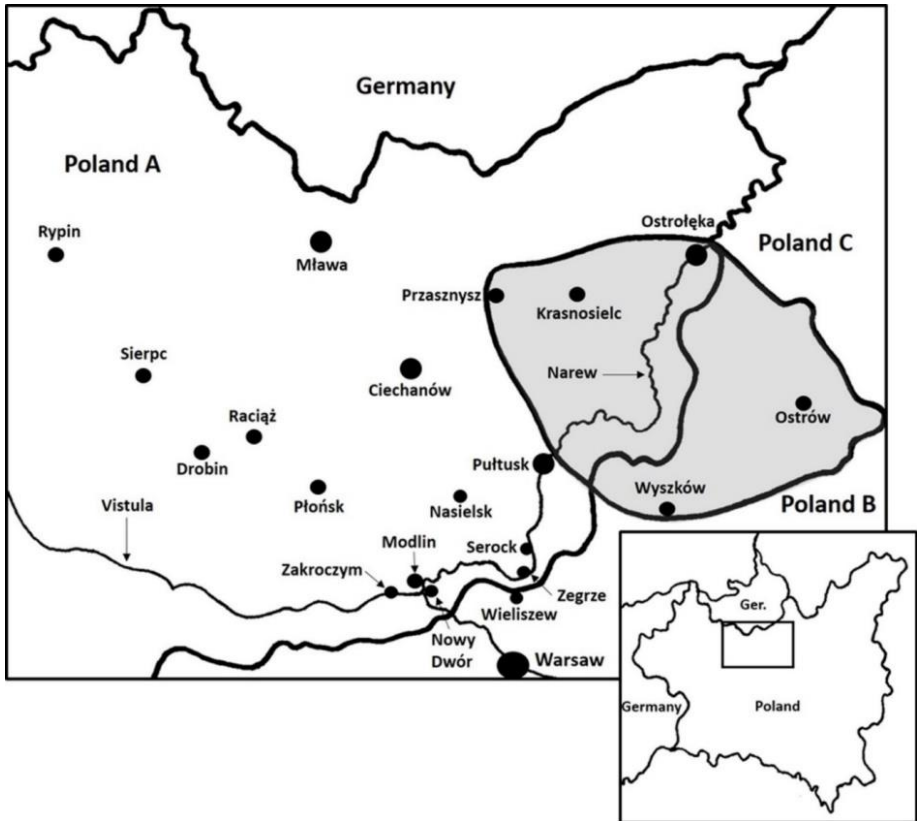 Germany
Poland A
Rypin
Mława
Ostrołęka
Poland C
Przasnysz
Krasnosielc
Sierpc
Ciechanów
Narew
Ostrów
Raciąż
Drobin
Pułtusk
Płońsk
Nasielsk
Wyszków
Poland B
Vistula
Modlin
Serock
Zakroczym
Zegrze
Wieliszew
Nowy
Dwór
Warsaw
Ger.
Germany
Poland